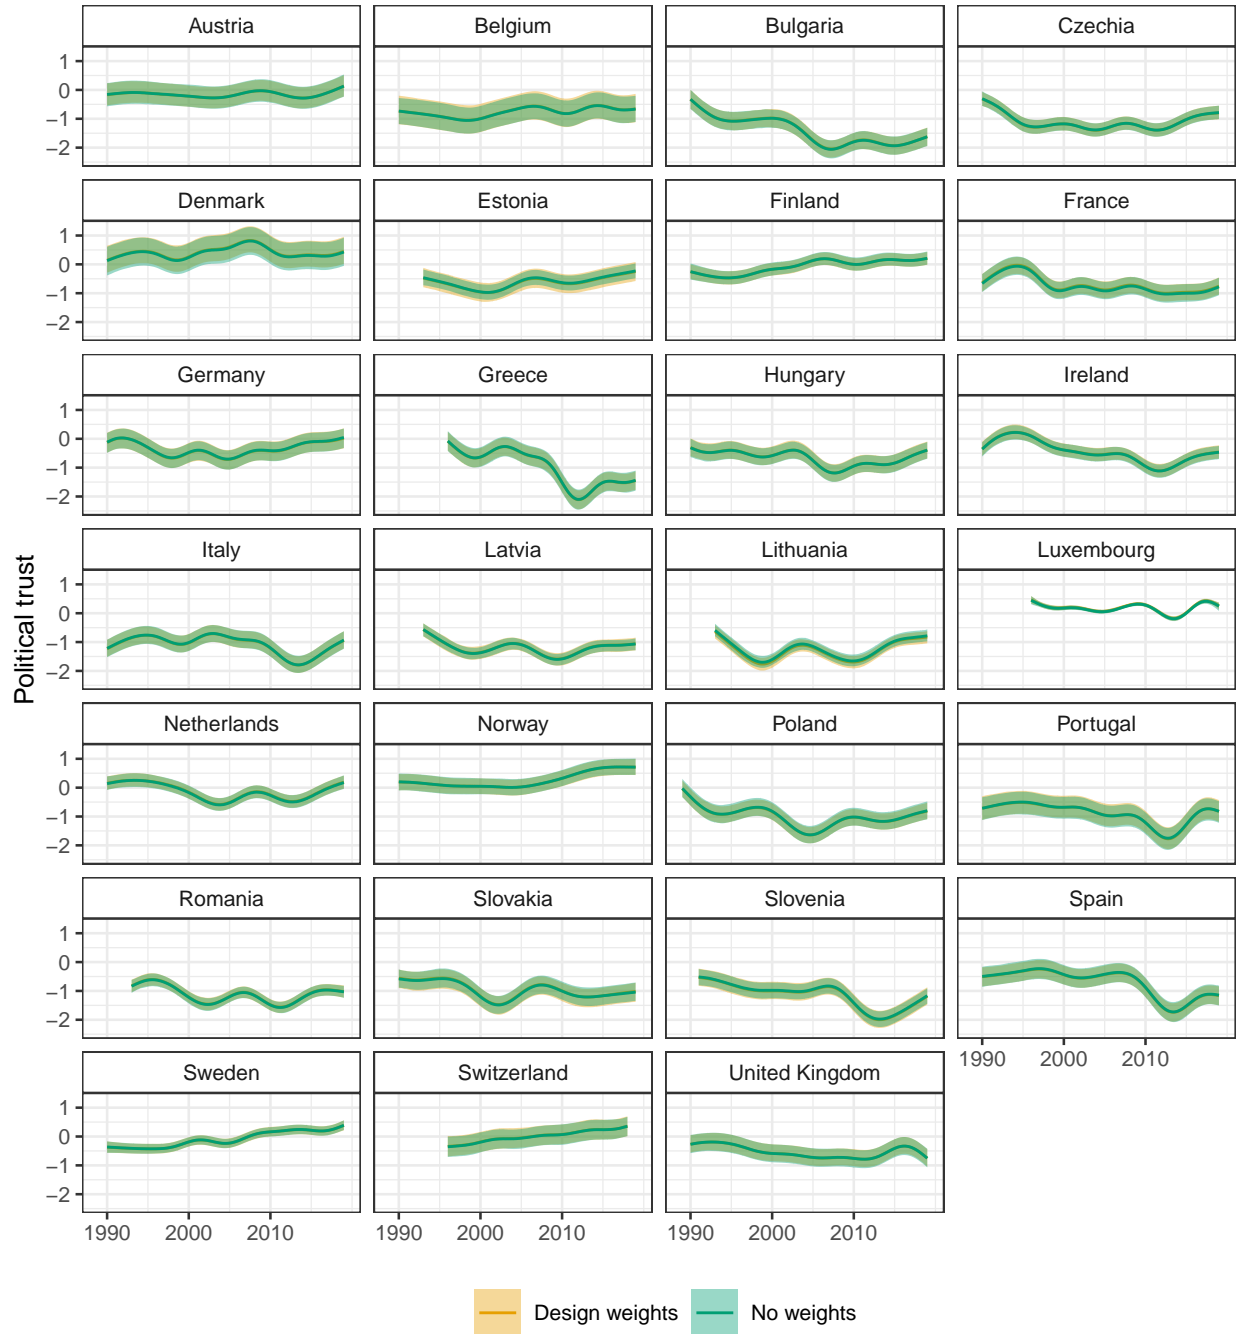 Austria Belgium Bulgaria Czechia
1
0
−1
−2
Denmark Estonia Finland France
1
0
−1
−2
Germany Greece Hungary Ireland
1
0
−1
−2
Italy Latvia Lithuania Luxembourg
1
0
−1
−2
Political trust
Netherlands Norway Poland Portugal
1
0
−1
−2
Romania Slovakia Slovenia Spain
1
0
−1
−2
1990 2000 2010
Sweden Switzerland United Kingdom
1
0
−1
−2
1990 2000 2010 1990 2000 2010 1990 2000 2010
Design weights No weights